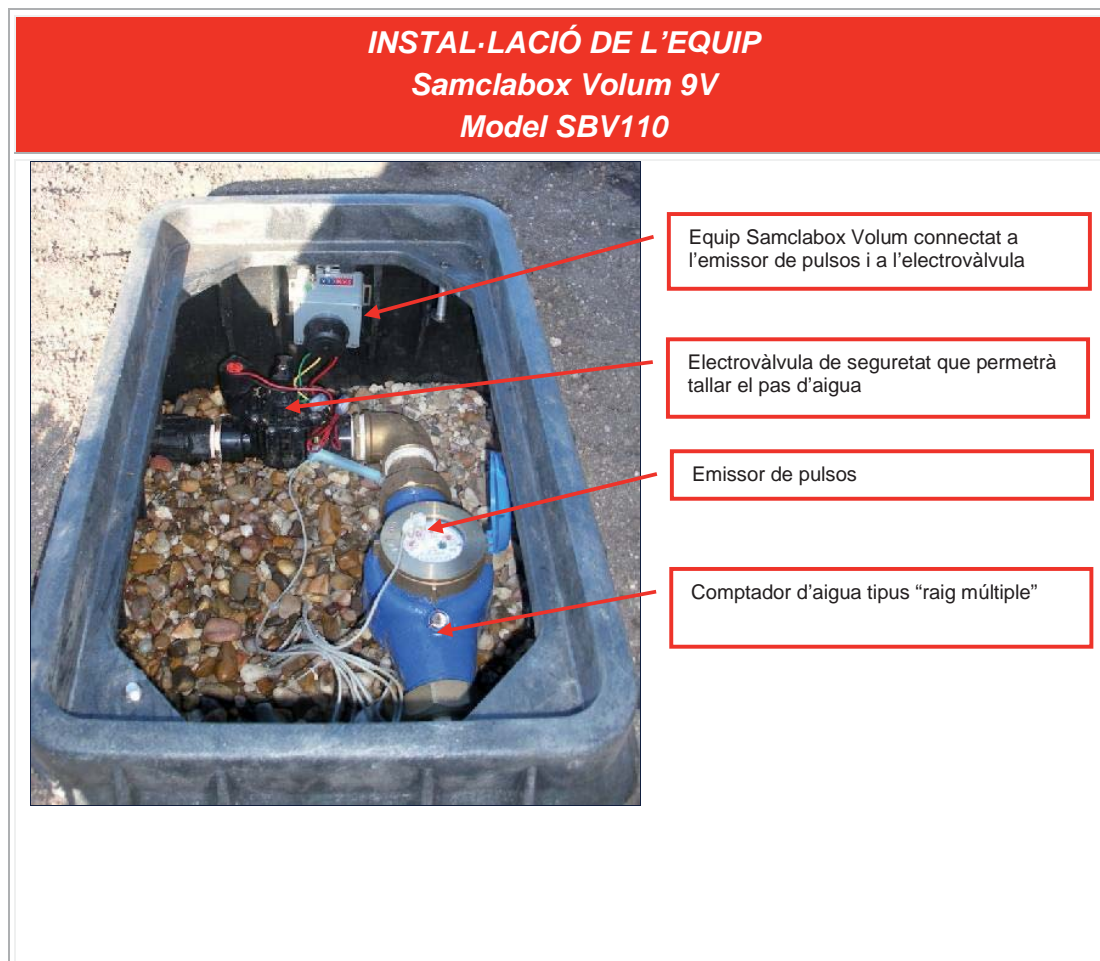 INSTAL·LACIÓ DE L’EQUIP
Samclabox Volum 9V
Model SBV110
Equip Samclabox Volum connectat a
l’emissor de pulsos i a l’electrovàlvula
Electrovàlvula de seguretat que permetrà
tallar el pas d’aigua
Emissor de pulsos
Comptador d’aigua tipus “raig múltiple”